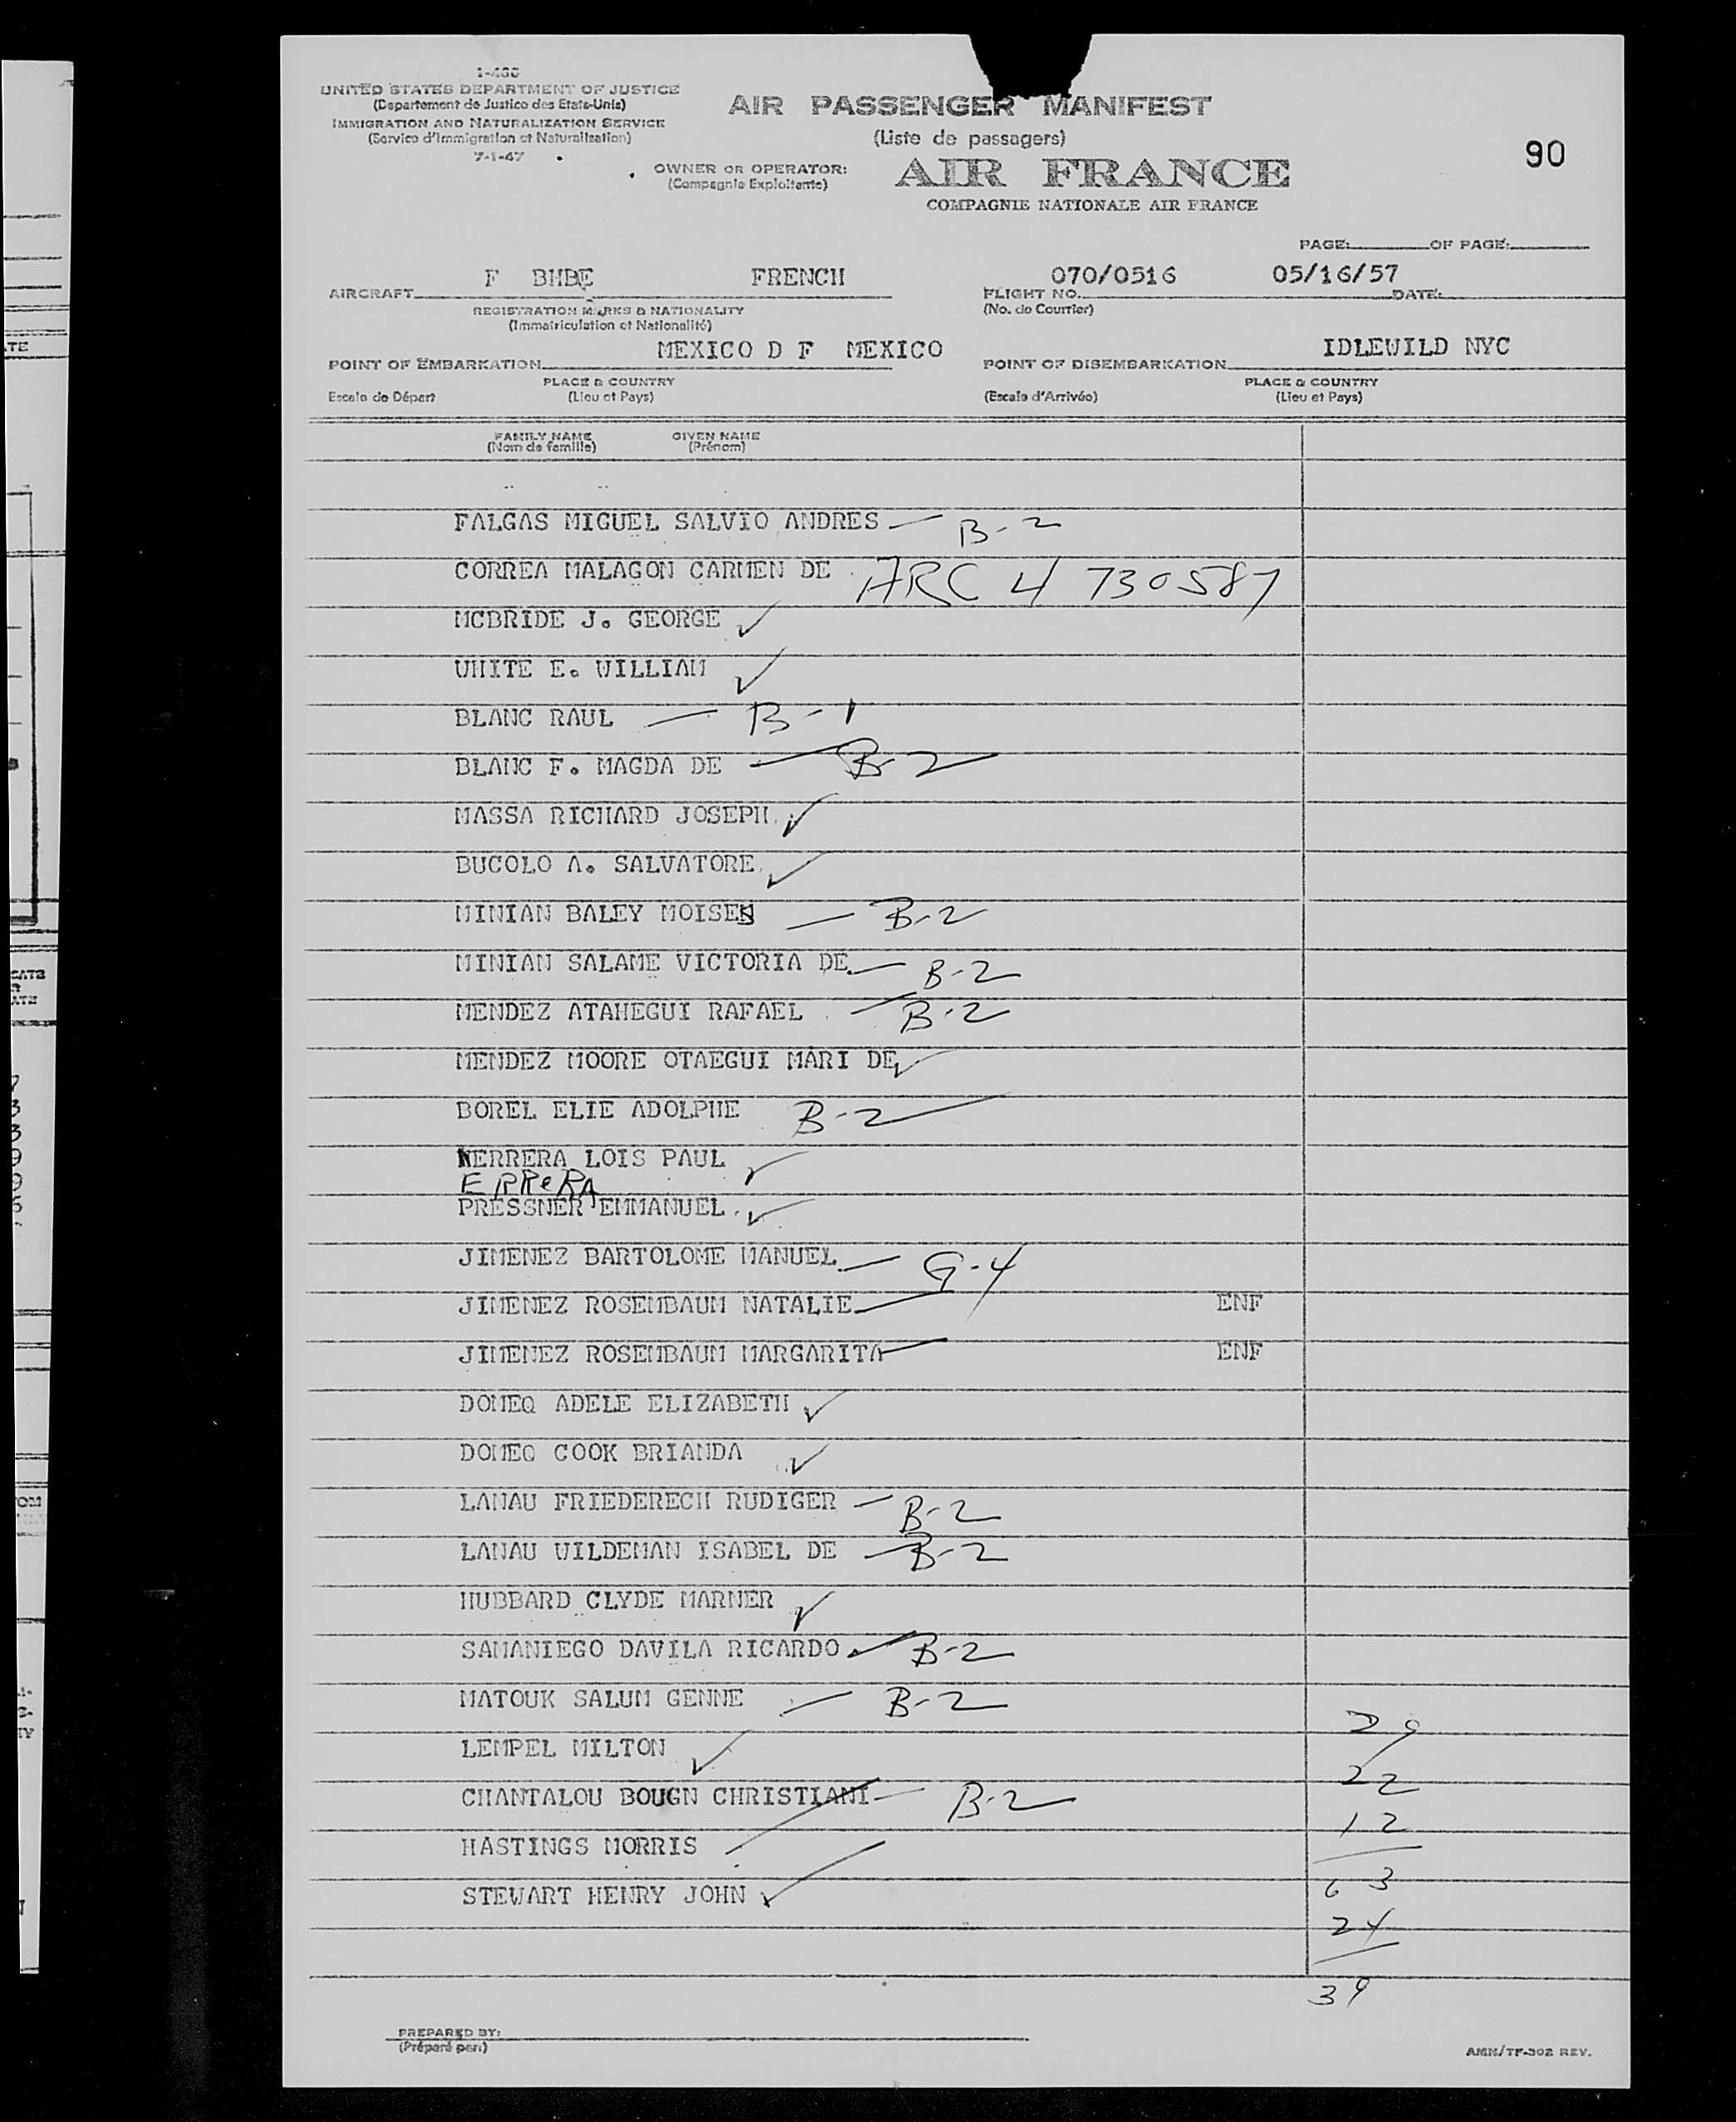 I-466
UNITED STATES DEPARTMENT OF JUSTICE
(Departement de Justice des Etats-Unis)
IMMIGRATION AND NATURALIZATION SERVICE
(Service d'Immigration et Naturalisation)
7-1-47
AIR PASSENGER MANIFEST
(Liste de passagers)
OWNER OR OPERATOR:
(Compagnie Exploitante)
AIR FRANCE
COMPAGNIE NATIONALE AIR FRANCE
90
PAGE: OF PAGE:
AIRCRAFT F BHBE FRENCH
REGISTRATION MARKS & NATIONALITY
(Immatriculation et Nationalité)
FLIGHT NO. 070/0516 DATE: 05/16/57
(No. de Courrier)
POINT OF EMBARKATION MEXICO D F MEXICO
PLACE & COUNTRY
Escale de Départ (Lieu et Pays)
POINT OF DISEMBARKATION IDLEWILD NYC
PLACE & COUNTRY
(Escale d'Arrivée) (Lieu et Pays)
FAMILY NAME GIVEN NAME
(Nom de famille) (Prénom)
FALGAS MIGUEL SALVIO ANDRES — B-2
CORREA MALAGON CARMEN DE ARC 4 730587
MCBRIDE J. GEORGE ✓
WHITE E. WILLIAM ✓
BLANC RAUL — B-1
BLANC F. MAGDA DE — B-2
MASSA RICHARD JOSEPH ✓
BUCOLO A. SALVATORE ✓
MINIAN BALEY MOISES — B-2
MINIAN SALAME VICTORIA DE — B-2
MENDEZ ATAHEGUI RAFAEL — B-2
MENDEZ MOORE OTAEGUI MARI DE ✓
BOREL ELIE ADOLPHE B-2
HERRERA LOIS PAUL ✓
ERRERA
PRESSNER EMMANUEL ✓
JIMENEZ BARTOLOME MANUEL — G-4
JIMENEZ ROSEMBAUM NATALIE — ENF
JIMENEZ ROSEMBAUM MARGARITA — ENF
DOMEQ ADELE ELIZABETH ✓
DOMEQ COOK BRIANDA ✓
LANAU FRIEDERECH RUDIGER — B-2
LANAU WILDEMAN ISABEL DE — B-2
HUBBARD CLYDE MARNER ✓
SAMANIEGO DAVILA RICARDO — B-2
MATOUK SALUM GENNE — B-2
LEMPEL MILTON ✓
CHANTALOU BOUGN CHRISTIANI — B-2
HASTINGS MORRIS
STEWART HENRY JOHN ✓
29
22
12
63
24
39
PREPARED BY:
(Préparé par:)
AMN/TF-302 REV.